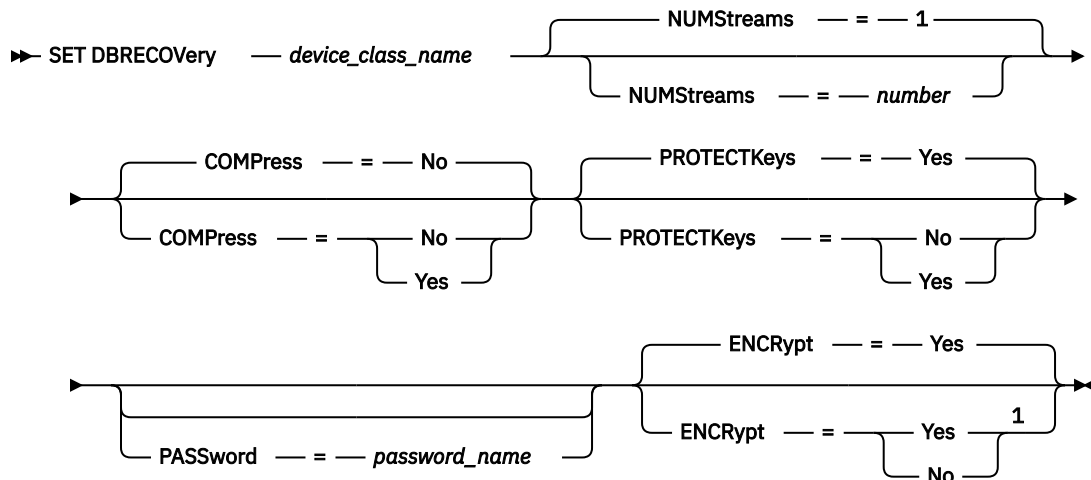 NUMStreams = 1
SET DBRECOVery device_class_name
NUMStreams = number
COMPress = No PROTECTKeys = Yes
COMPress = No PROTECTKeys = No
Yes Yes
ENCRypt = Yes
ENCRypt = Yes 1
PASSword = password_name
No